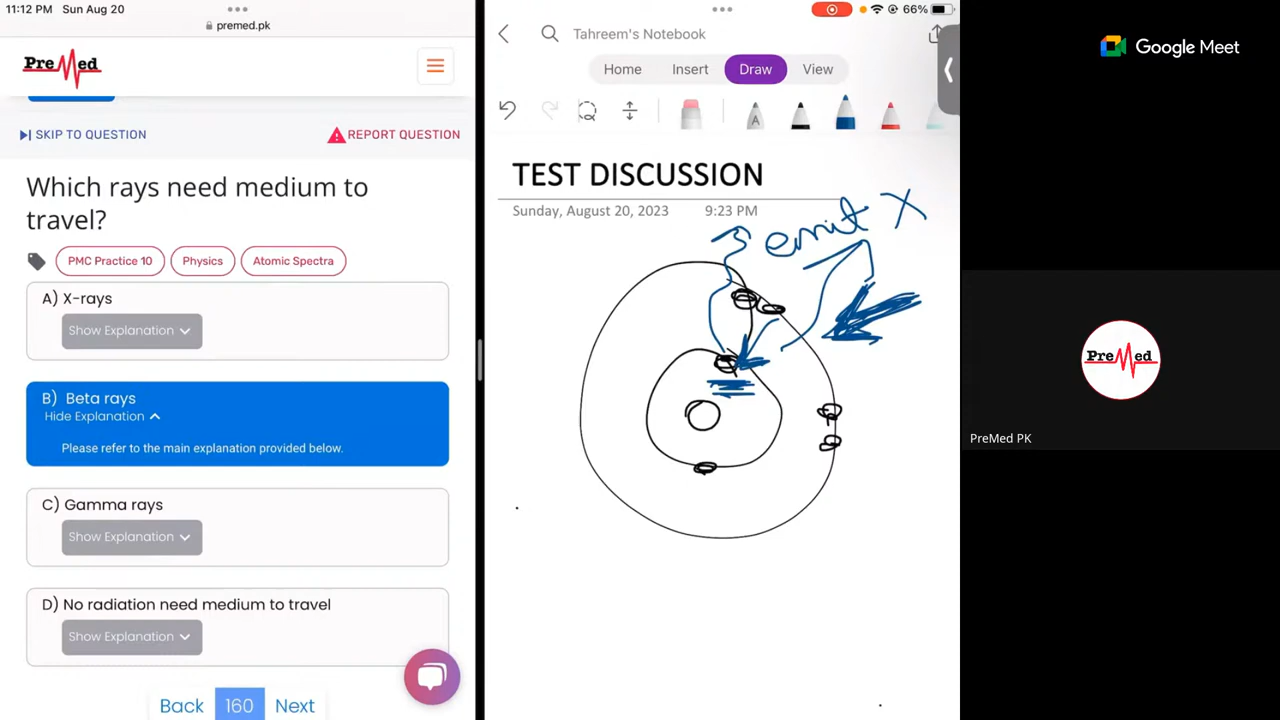 11:12 PM Sun Aug 20
premed.pk
PreMed
SKIP TO QUESTION
REPORT QUESTION
Which rays need medium to
travel?
PMC Practice 10
Physics
Atomic Spectra
A) X-rays
Show Explanation
B) Beta rays
Hide Explanation
Please refer to the main explanation provided below.
C) Gamma rays
Show Explanation
D) No radiation need medium to travel
Show Explanation
Back 160 Next
66%
Tahreem's Notebook
Home Insert Draw View
A
TEST DISCUSSION
Sunday, August 20, 2023 9:23 PM
emit X
Google Meet
PreMed
PreMed PK